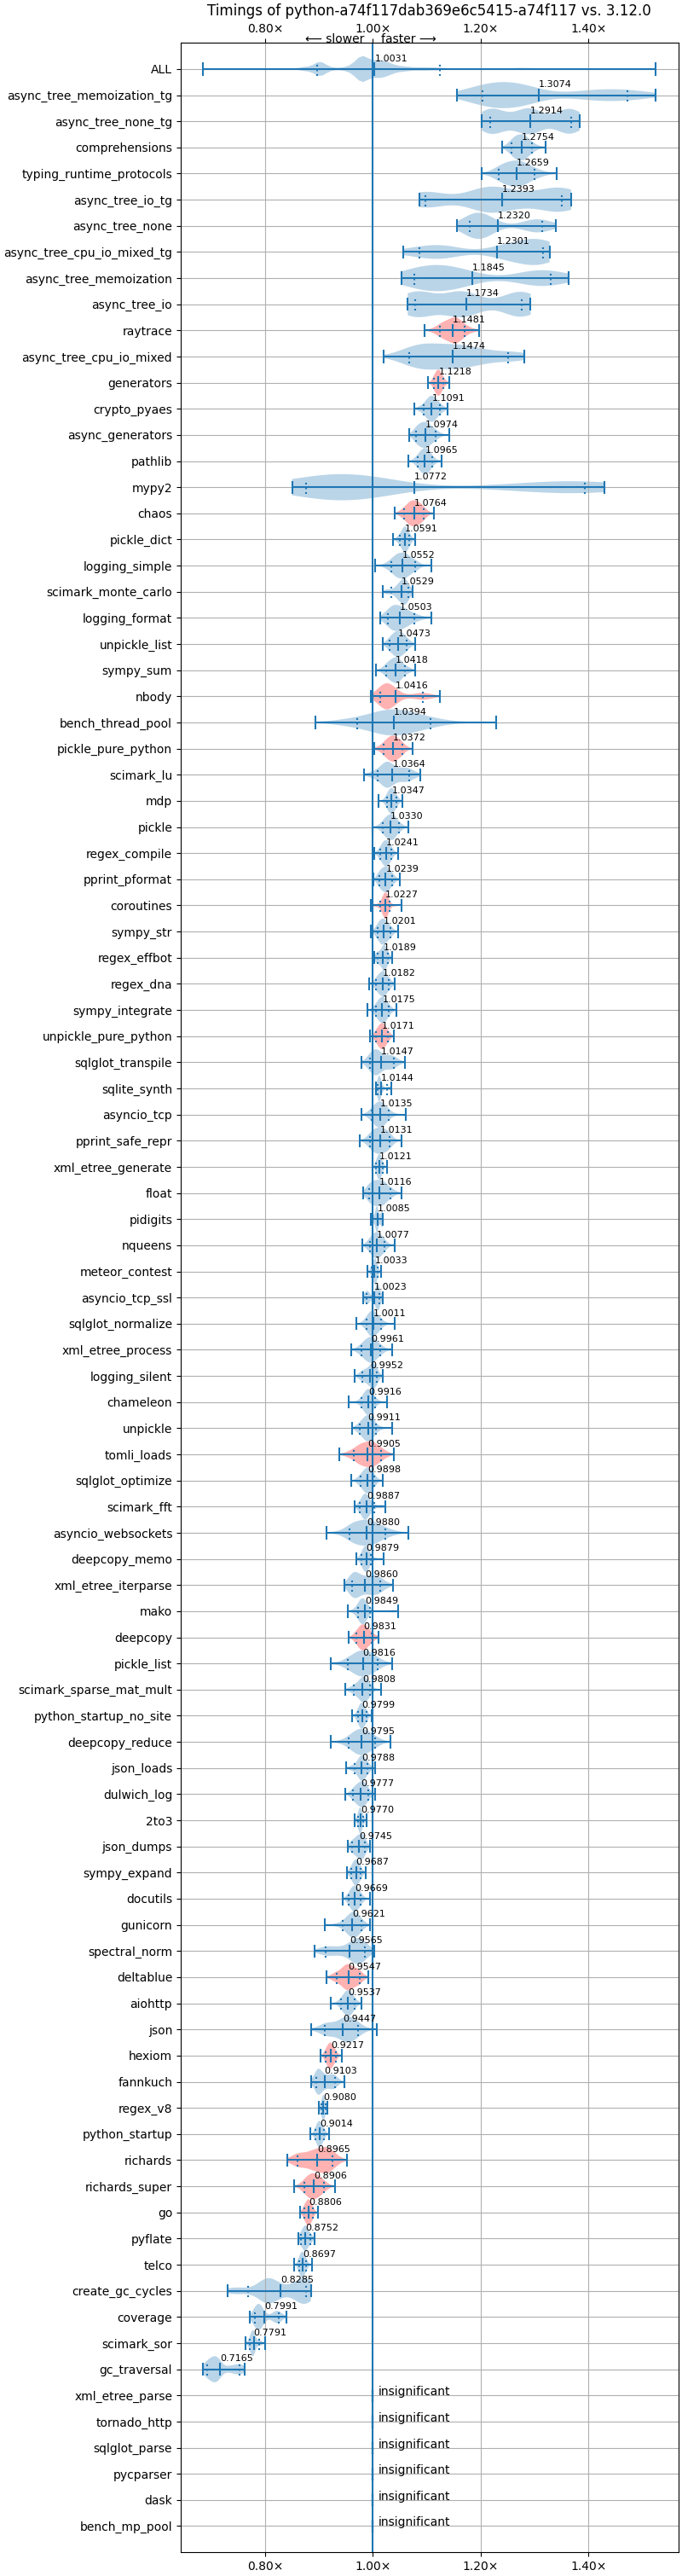 Timings of python-a74f117dab369e6c5415-a74f117 vs. 3.12.0
0.80× 1.00× 1.20× 1.40×
⟵ slower faster ⟶
ALL 1.0031
async_tree_memoization_tg 1.3074
async_tree_none_tg 1.2914
comprehensions 1.2754
typing_runtime_protocols 1.2659
async_tree_io_tg 1.2393
async_tree_none 1.2320
async_tree_cpu_io_mixed_tg 1.2301
async_tree_memoization 1.1845
async_tree_io 1.1734
raytrace 1.1481
async_tree_cpu_io_mixed 1.1474
generators 1.1218
crypto_pyaes 1.1091
async_generators 1.0974
pathlib 1.0965
mypy2 1.0772
chaos 1.0764
pickle_dict 1.0591
logging_simple 1.0552
scimark_monte_carlo 1.0529
logging_format 1.0503
unpickle_list 1.0473
sympy_sum 1.0418
nbody 1.0416
bench_thread_pool 1.0394
pickle_pure_python 1.0372
scimark_lu 1.0364
mdp 1.0347
pickle 1.0330
regex_compile 1.0241
pprint_pformat 1.0239
coroutines 1.0227
sympy_str 1.0201
regex_effbot 1.0189
regex_dna 1.0182
sympy_integrate 1.0175
unpickle_pure_python 1.0171
sqlglot_transpile 1.0147
sqlite_synth 1.0144
asyncio_tcp 1.0135
pprint_safe_repr 1.0131
xml_etree_generate 1.0121
float 1.0116
pidigits 1.0085
nqueens 1.0077
meteor_contest 1.0033
asyncio_tcp_ssl 1.0023
sqlglot_normalize 1.0011
xml_etree_process 0.9961
logging_silent 0.9952
chameleon 0.9916
unpickle 0.9911
tomli_loads 0.9905
sqlglot_optimize 0.9898
scimark_fft 0.9887
asyncio_websockets 0.9880
deepcopy_memo 0.9879
xml_etree_iterparse 0.9860
mako 0.9849
deepcopy 0.9831
pickle_list 0.9816
scimark_sparse_mat_mult 0.9808
python_startup_no_site 0.9799
deepcopy_reduce 0.9795
json_loads 0.9788
dulwich_log 0.9777
2to3 0.9770
json_dumps 0.9745
sympy_expand 0.9687
docutils 0.9669
gunicorn 0.9621
spectral_norm 0.9565
deltablue 0.9547
aiohttp 0.9537
json 0.9447
hexiom 0.9217
fannkuch 0.9103
regex_v8 0.9080
python_startup 0.9014
richards 0.8965
richards_super 0.8906
go 0.8806
pyflate 0.8752
telco 0.8697
create_gc_cycles 0.8285
coverage 0.7991
scimark_sor 0.7791
gc_traversal 0.7165
xml_etree_parse insignificant
tornado_http insignificant
sqlglot_parse insignificant
pycparser insignificant
dask insignificant
bench_mp_pool insignificant
0.80× 1.00× 1.20× 1.40×